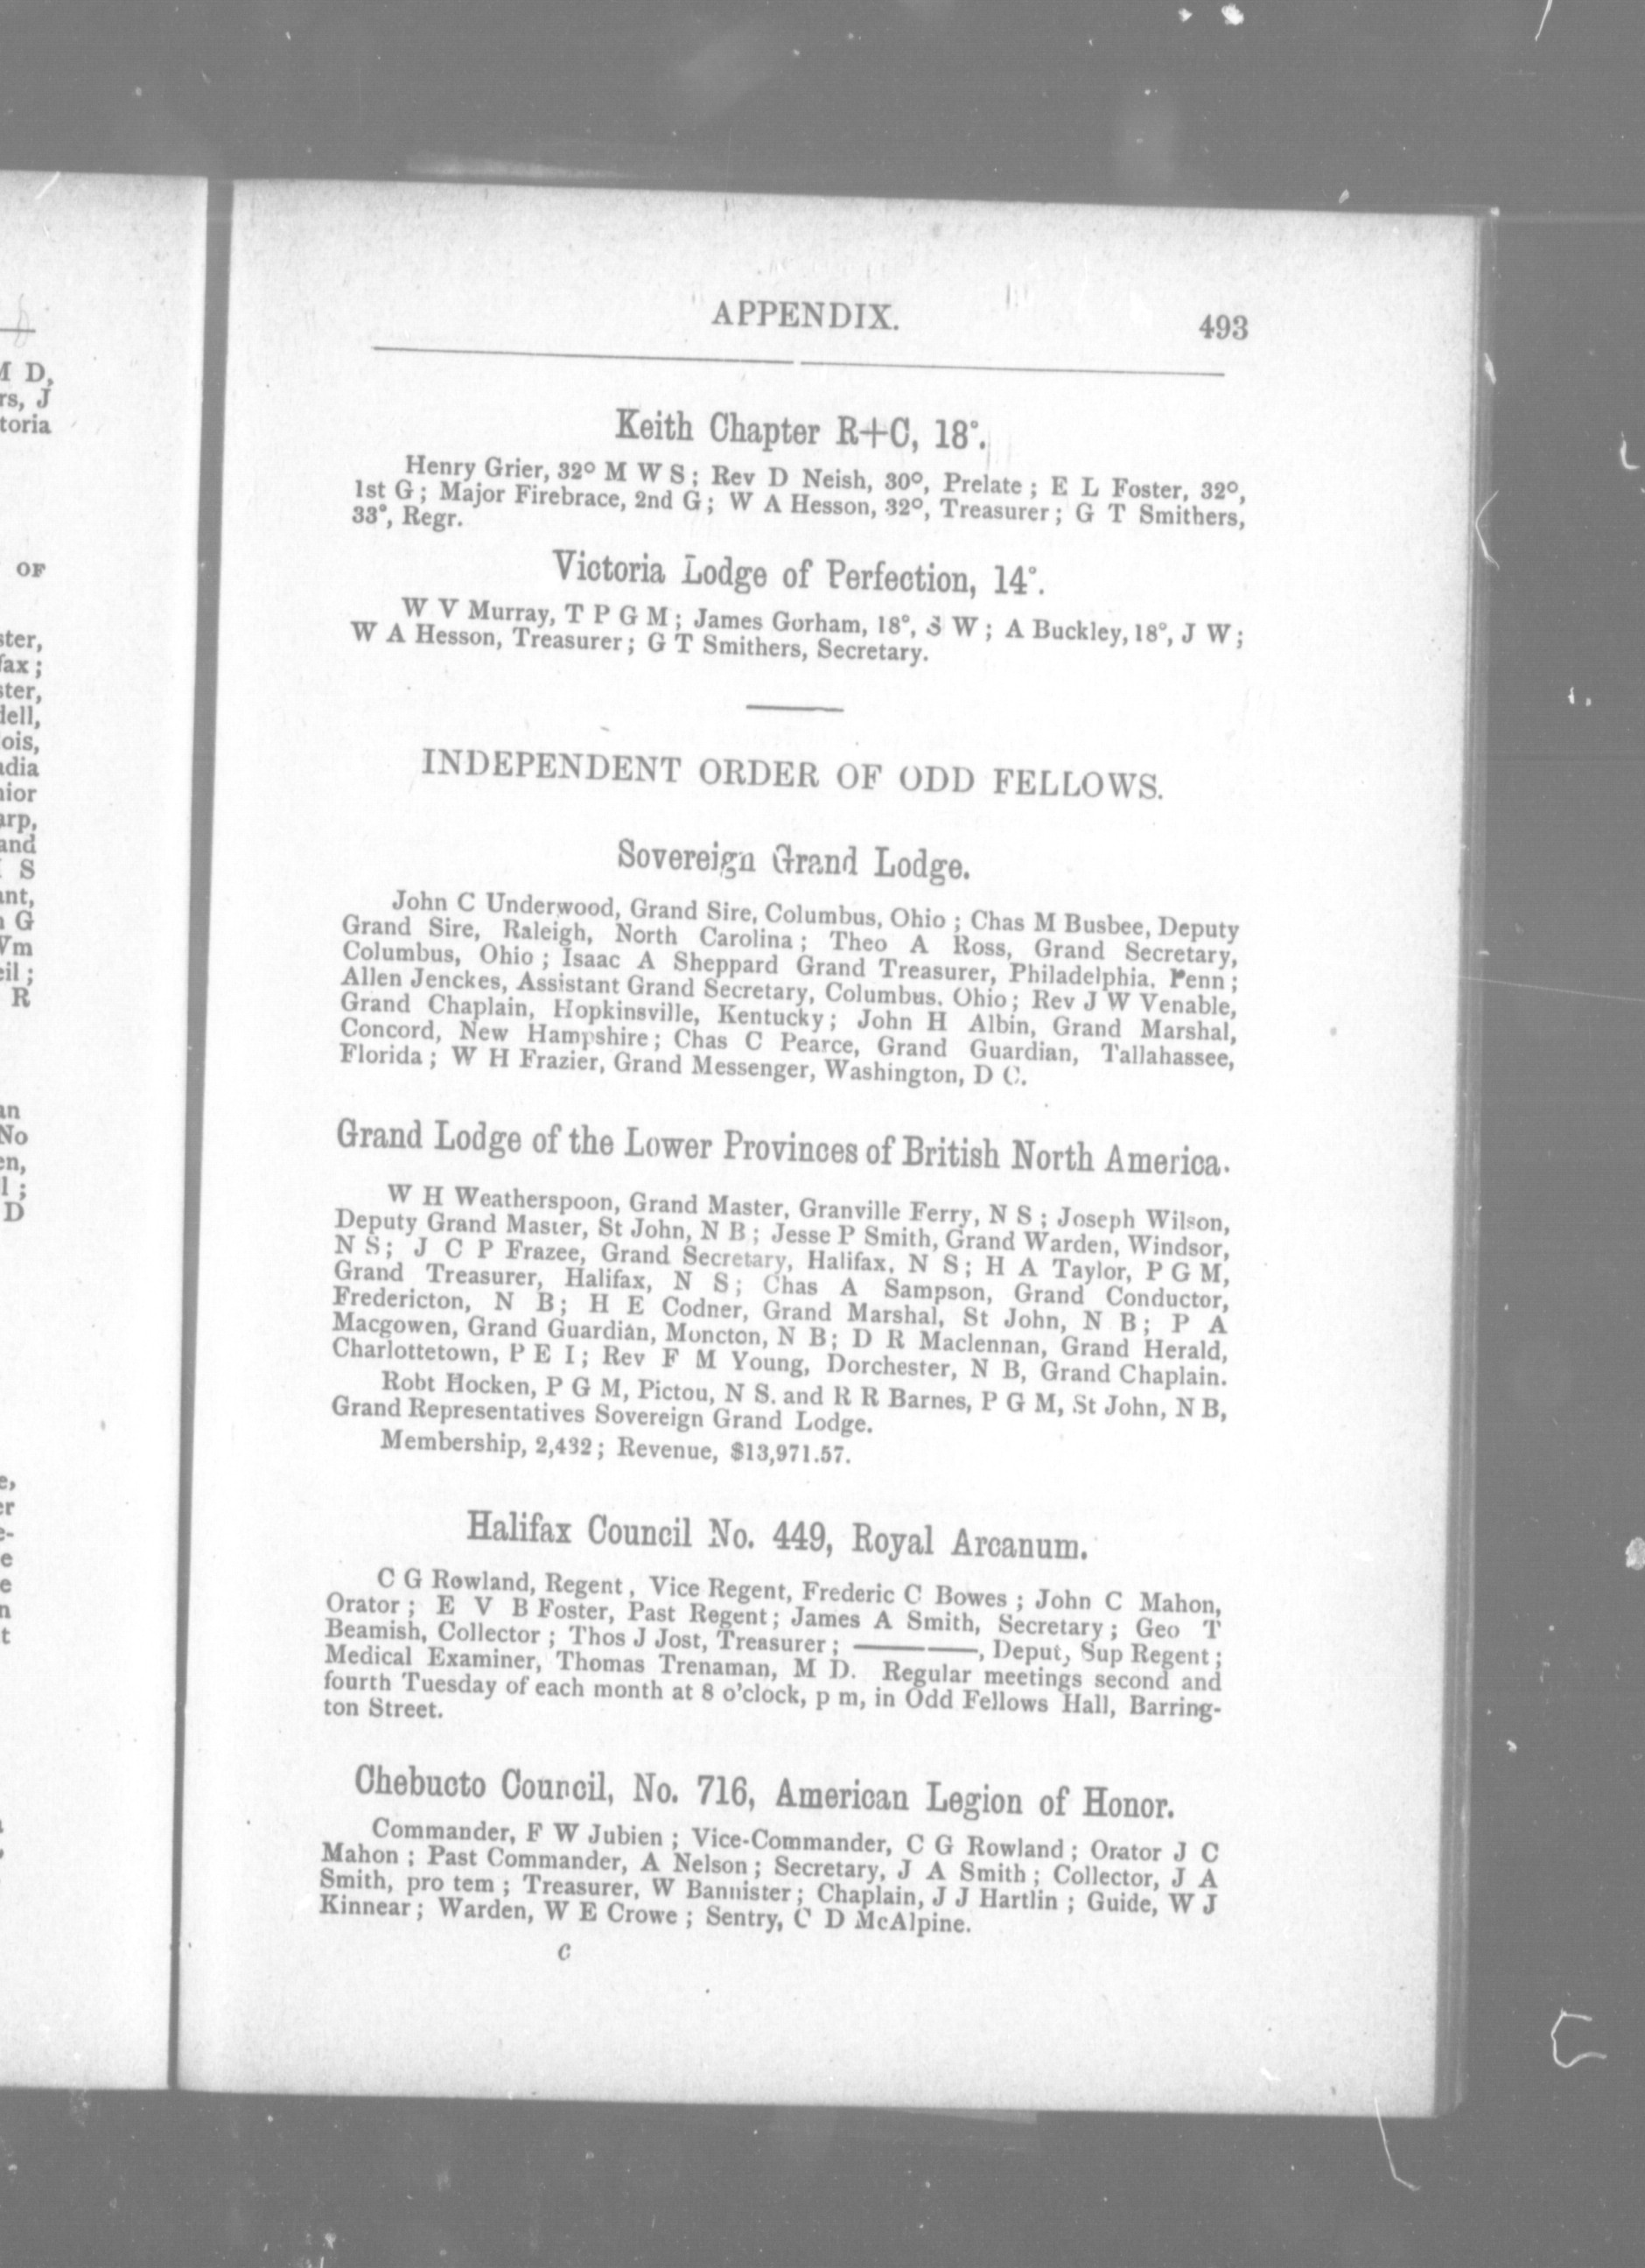 APPENDIX. 493
Keith Chapter R+C, 18°.
Henry Grier, 32° M W S; Rev D Neish, 30°, Prelate; E L Foster, 32°,
1st G; Major Firebrace, 2nd G; W A Hesson, 32°, Treasurer; G T Smithers,
33°, Regr.
Victoria Lodge of Perfection, 14°.
W V Murray, T P G M; James Gorham, 18°, S W; A Buckley, 18°, J W;
W A Hesson, Treasurer; G T Smithers, Secretary.
INDEPENDENT ORDER OF ODD FELLOWS.
Sovereign Grand Lodge.
John C Underwood, Grand Sire, Columbus, Ohio; Chas M Busbee, Deputy
Grand Sire, Raleigh, North Carolina; Theo A Ross, Grand Secretary,
Columbus, Ohio; Isaac A Sheppard Grand Treasurer, Philadelphia, Penn;
Allen Jenckes, Assistant Grand Secretary, Columbus, Ohio; Rev J W Venable,
Grand Chaplain, Hopkinsville, Kentucky; John H Albin, Grand Marshal,
Concord, New Hampshire; Chas C Pearce, Grand Guardian, Tallahassee,
Florida; W H Frazier, Grand Messenger, Washington, D C.
Grand Lodge of the Lower Provinces of British North America.
W H Weatherspoon, Grand Master, Granville Ferry, N S; Joseph Wilson,
Deputy Grand Master, St John, N B; Jesse P Smith, Grand Warden, Windsor,
N S; J C P Frazee, Grand Secretary, Halifax, N S; H A Taylor, P G M,
Grand Treasurer, Halifax, N S; Chas A Sampson, Grand Conductor,
Fredericton, N B; H E Codner, Grand Marshal, St John, N B; P A
Macgowen, Grand Guardian, Moncton, N B; D R Maclennan, Grand Herald,
Charlottetown, P E I; Rev F M Young, Dorchester, N B, Grand Chaplain.
Robt Hocken, P G M, Pictou, N S. and R R Barnes, P G M, St John, N B,
Grand Representatives Sovereign Grand Lodge.
Membership, 2,432; Revenue, $13,971.57.
Halifax Council No. 449, Royal Arcanum.
C G Rowland, Regent, Vice Regent, Frederic C Bowes; John C Mahon,
Orator; E V B Foster, Past Regent; James A Smith, Secretary; Geo T
Beamish, Collector; Thos J Jost, Treasurer; ——— ——, Deputy Sup Regent;
Medical Examiner, Thomas Trenaman, M D. Regular meetings second and
fourth Tuesday of each month at 8 o'clock, p m, in Odd Fellows Hall, Barring-
ton Street.
Chebucto Council, No. 716, American Legion of Honor.
Commander, F W Jubien; Vice-Commander, C G Rowland; Orator J C
Mahon; Past Commander, A Nelson; Secretary, J A Smith; Collector, J A
Smith, pro tem; Treasurer, W Bannister; Chaplain, J J Hartlin; Guide, W J
Kinnear; Warden, W E Crowe; Sentry, C D McAlpine.
C